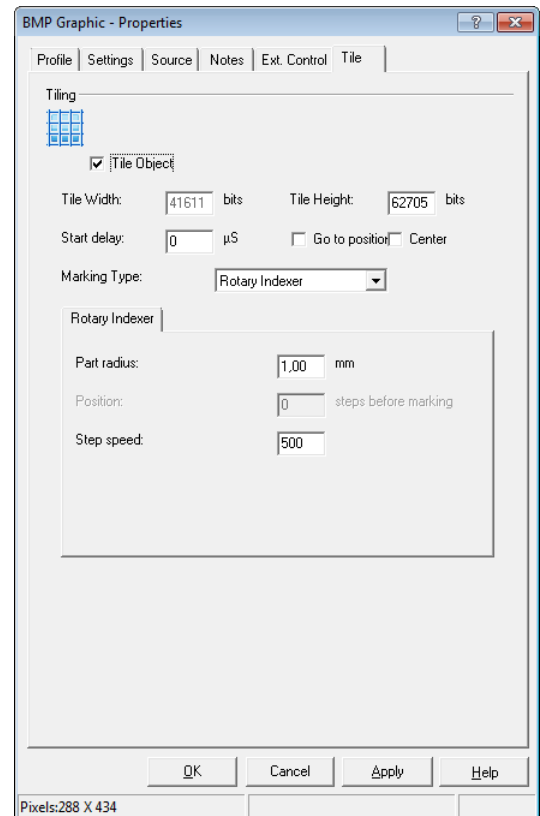 BMP Graphic - Properties
Profile Settings Source Notes Ext. Control Tile
Tiling
Tile Object
Tile Width: 41611 bits Tile Height: 62705 bits
Start delay: 0 µS Go to position Center
Marking Type: Rotary Indexer
Rotary Indexer
Part radius: 1,00 mm
Position: 0 steps before marking
Step speed: 500
OK Cancel Apply Help
Pixels:288 X 434